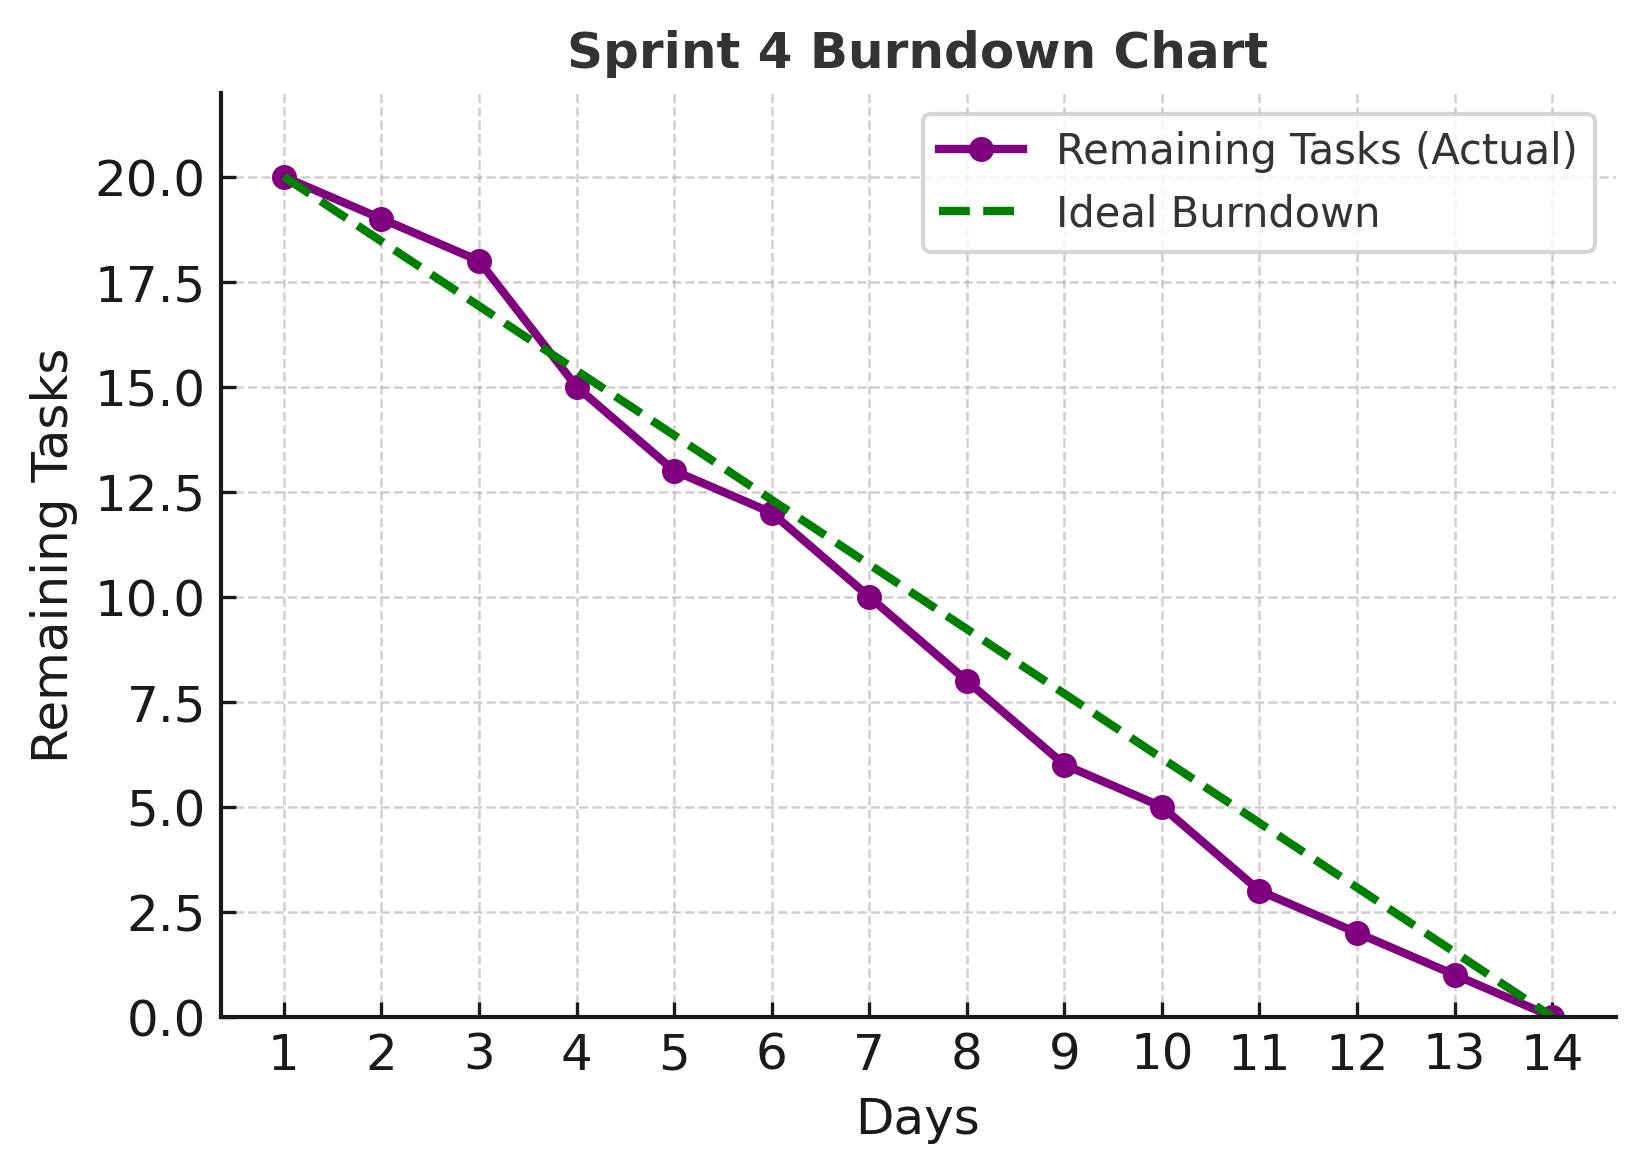 Sprint 4 Burndown Chart
Remaining Tasks (Actual)
Ideal Burndown
Remaining Tasks
20.0
17.5
15.0
12.5
10.0
7.5
5.0
2.5
0.0
1 2 3 4 5 6 7 8 9 10 11 12 13 14
Days